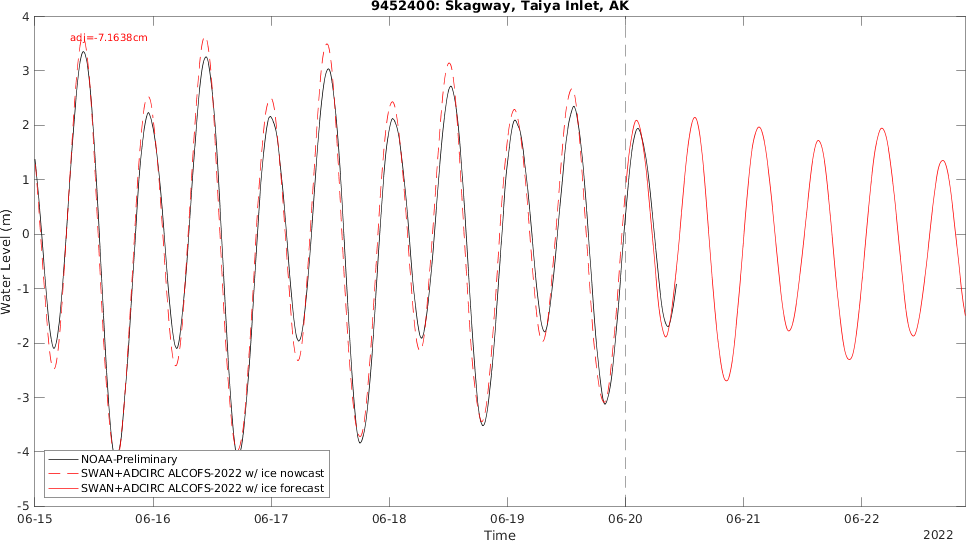 9452400: Skagway, Taiya Inlet, AK
4
adj=-7.1638cm
3
2
1
0
-1
-2
-3
-4
-5
Water Level (m)
NOAA-Preliminary
SWAN+ADCIRC ALCOFS-2022 w/ ice nowcast
SWAN+ADCIRC ALCOFS-2022 w/ ice forecast
06-15 06-16 06-17 06-18 06-19 06-20 06-21 06-22
Time
2022